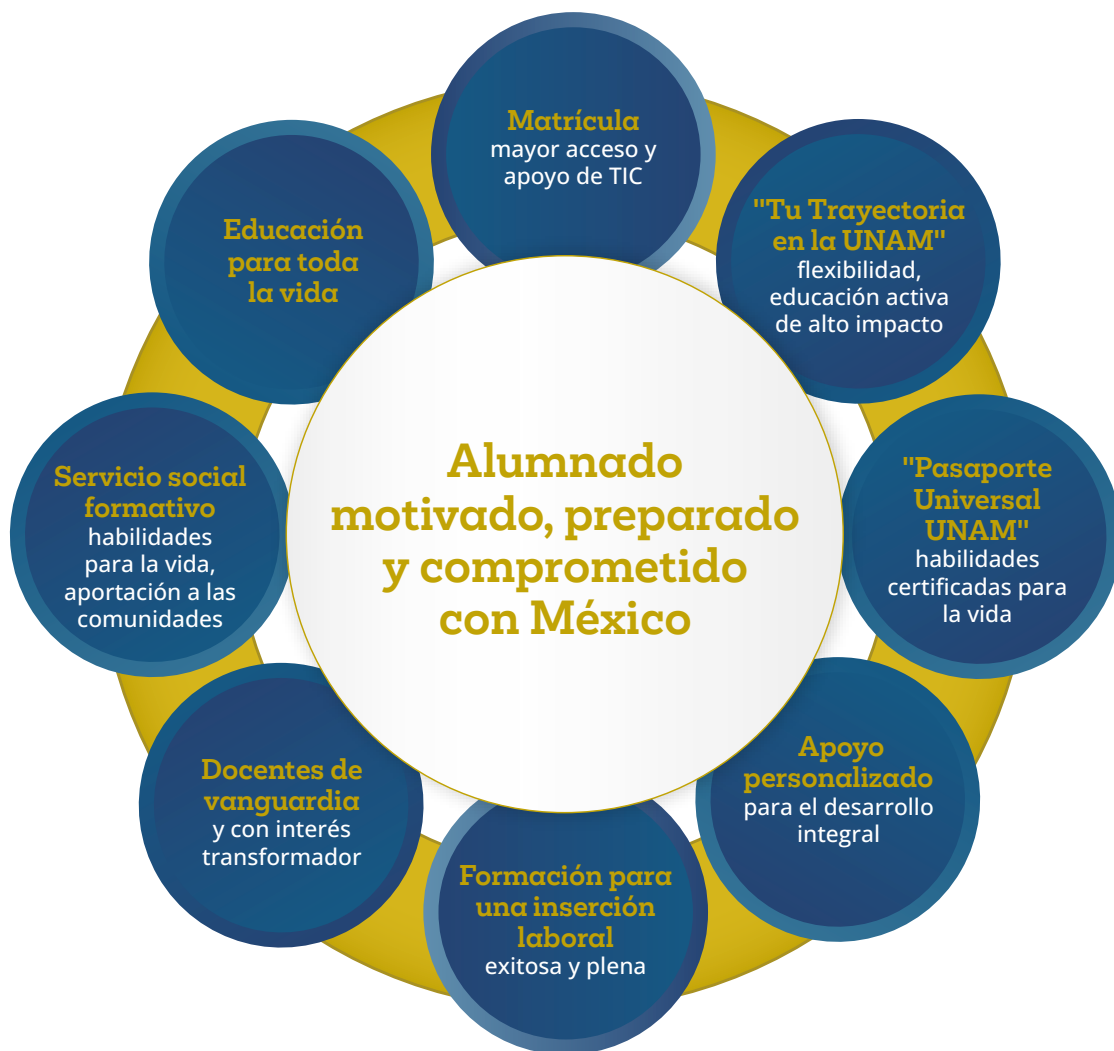 Matrícula
mayor acceso y
apoyo de TIC
"Tu Trayectoria
en la UNAM"
flexibilidad,
educación activa
de alto impacto
"Pasaporte
Universal
UNAM"
habilidades
certificadas para
la vida
Apoyo
personalizado
para el desarrollo
integral
Formación para
una inserción
laboral
exitosa y plena
Docentes de
vanguardia
y con interés
transformador
Servicio social
formativo
habilidades
para la vida,
aportación a las
comunidades
Educación
para toda
la vida
Alumnado
motivado, preparado
y comprometido
con México